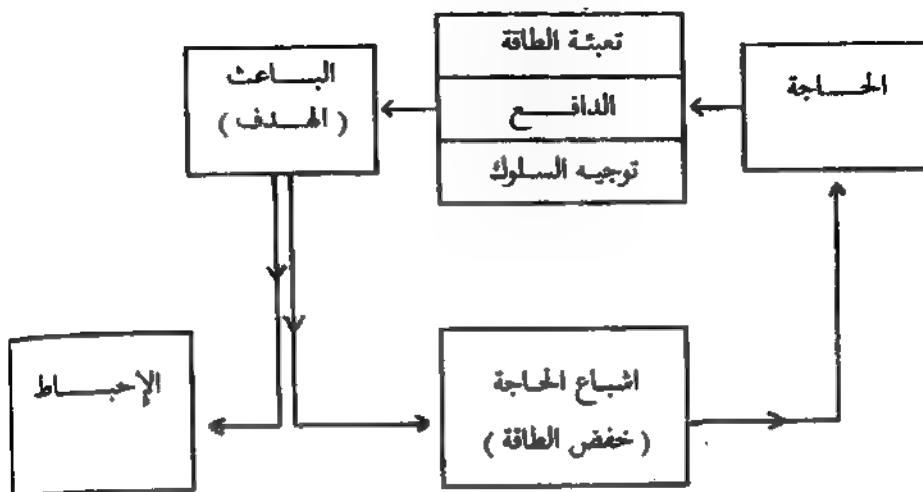 الحاجة
تعبئة الطاقة
الدافع
توجيه السلوك
الباعث
( الهدف )
الإحباط
اشباع الحاجة
( خفض الطاقة )